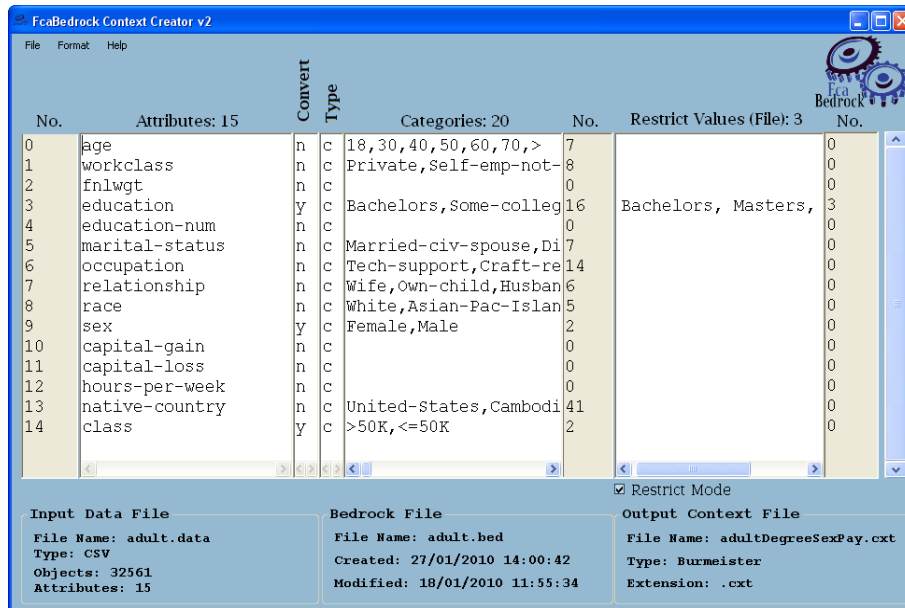 FcaBedrock Context Creator v2
File Format Help
Fca
Bedrock
No. Attributes: 15 Convert Type Categories: 20 No. Restrict Values (File): 3 No.
0 age n c 18,30,40,50,60,70,> 7 0
1 workclass n c Private,Self-emp-not- 8 0
2 fnlwgt n c 0 0
3 education y c Bachelors,Some-colleg 16 Bachelors, Masters, 3
4 education-num n c 0 0
5 marital-status n c Married-civ-spouse,Di 7 0
6 occupation n c Tech-support,Craft-re 14 0
7 relationship n c Wife,Own-child,Husban 6 0
8 race n c White,Asian-Pac-Islan 5 0
9 sex y c Female,Male 2 0
10 capital-gain n c 0 0
11 capital-loss n c 0 0
12 hours-per-week n c 0 0
13 native-country n c United-States,Cambodi 41 0
14 class y c >50K,<=50K 2 0
Restrict Mode
Input Data File
File Name: adult.data
Type: CSV
Objects: 32561
Attributes: 15
Bedrock File
File Name: adult.bed
Created: 27/01/2010 14:00:42
Modified: 18/01/2010 11:55:34
Output Context File
File Name: adultDegreeSexPay.cxt
Type: Burmeister
Extension: .cxt